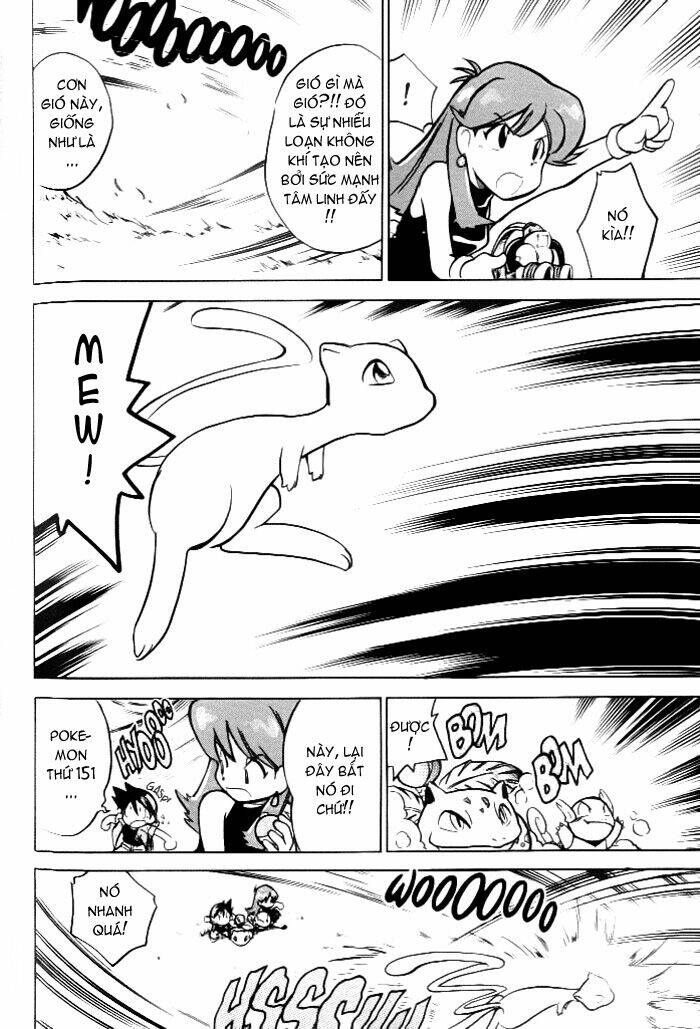 WOOOOOOOO
CƠN
GIÓ NÀY,
GIỐNG
NHƯ LÀ
...
GIÓ GÌ MÀ
GIÓ?!! ĐÓ
LÀ SỰ NHIỄU
LOẠN KHÔNG
KHÍ TẠO NÊN
BỞI SỨC MẠNH
TÂM LINH ĐẤY
!!
!
NÓ
KÌA!!
MEW!
POKE-
MON
THỨ 151
...
GASP!
NÀY, LẠI
ĐÂY BẮT
NÓ ĐI
CHỨ!!
ĐƯỢC
!
BOM
BOM
NÓ
NHANH
QUÁ!
WOOOOOOO